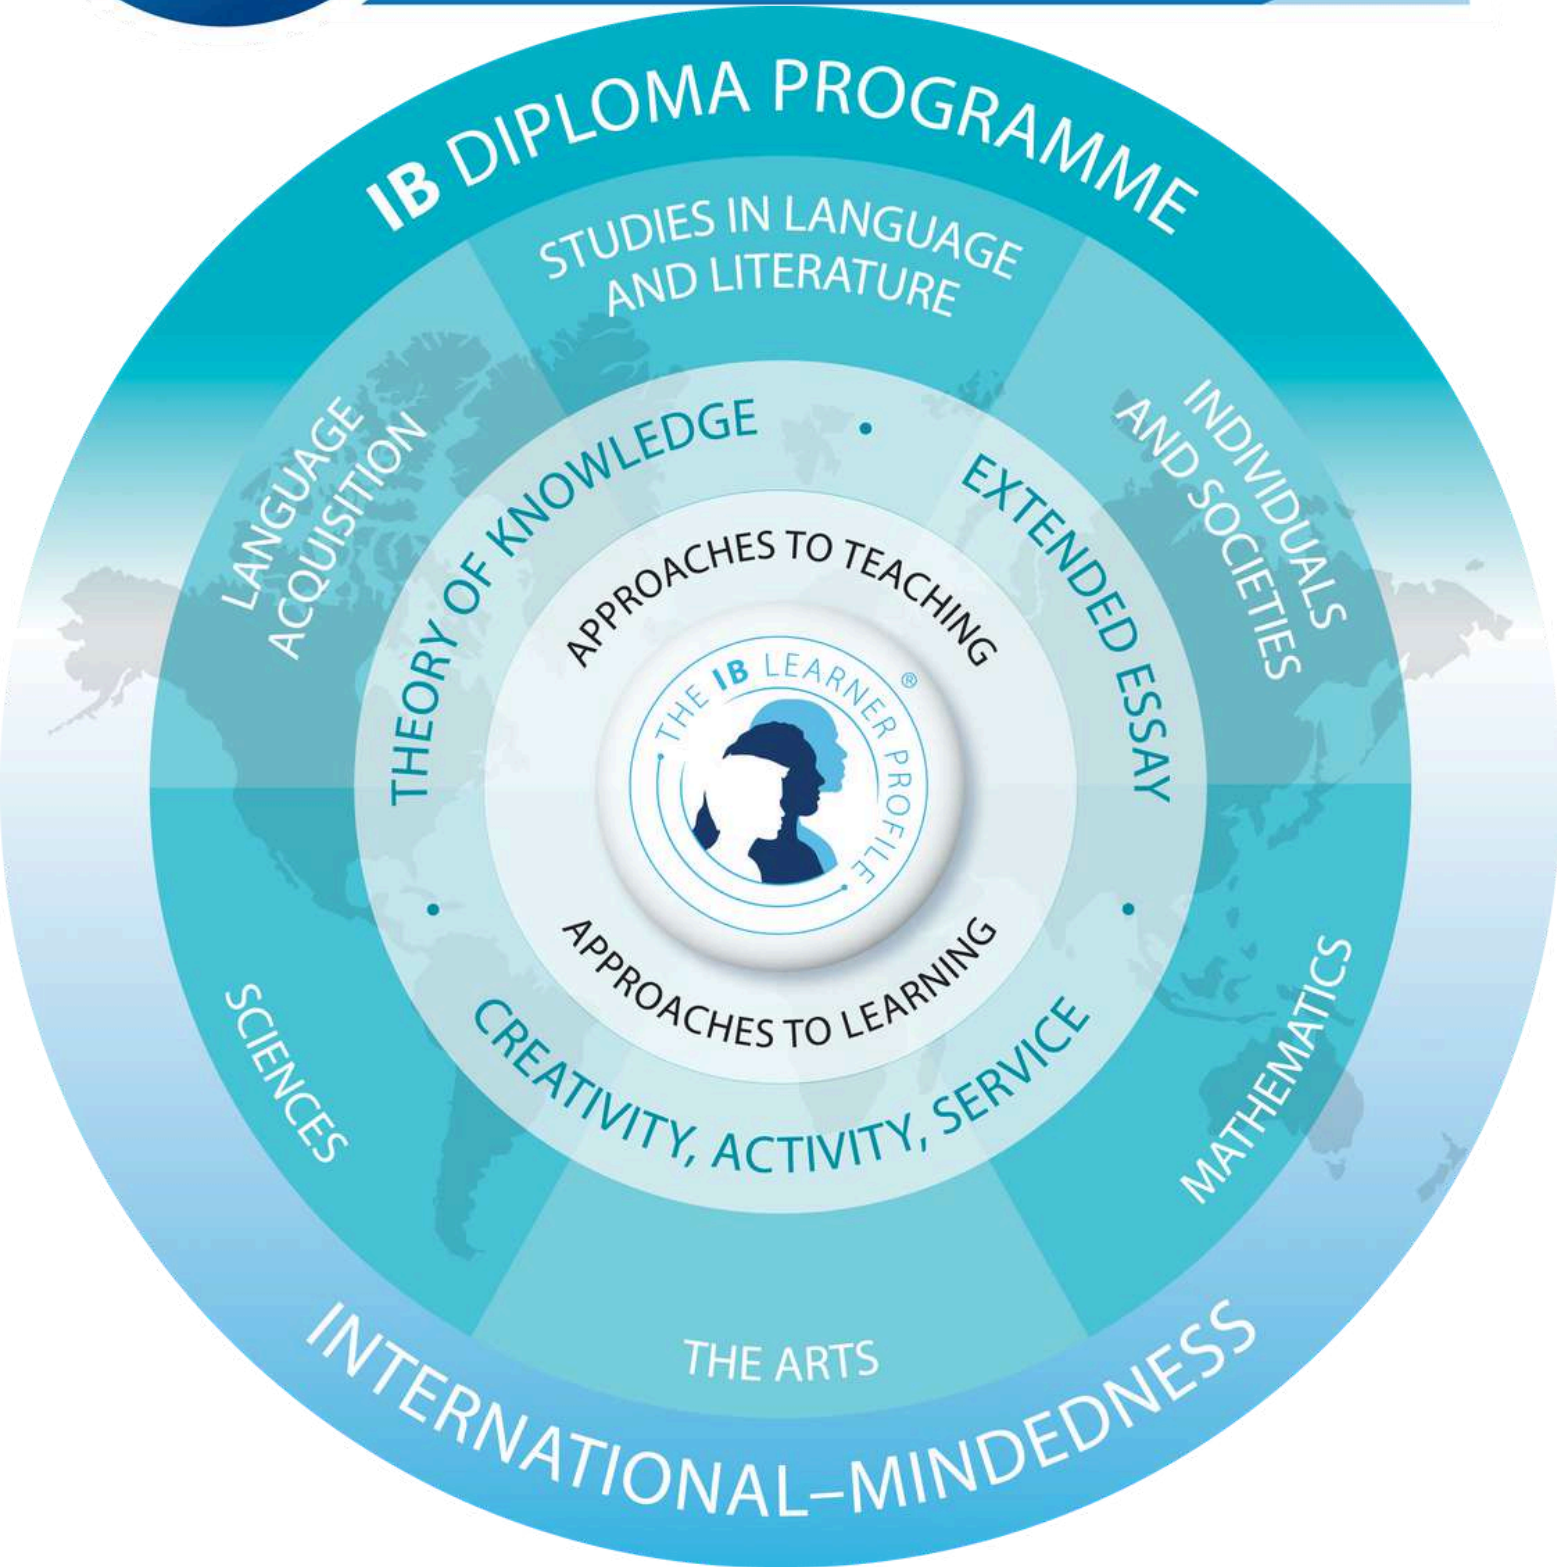 IB DIPLOMA PROGRAMME
STUDIES IN LANGUAGE
AND LITERATURE
LANGUAGE
ACQUISITION
INDIVIDUALS
AND SOCIETIES
THEORY OF KNOWLEDGE
•
EXTENDED ESSAY
APPROACHES TO TEACHING
• THE IB LEARNER PROFILE •
®
APPROACHES TO LEARNING
•
•
CREATIVITY, ACTIVITY, SERVICE
SCIENCES
MATHEMATICS
THE ARTS
INTERNATIONAL–MINDEDNESS